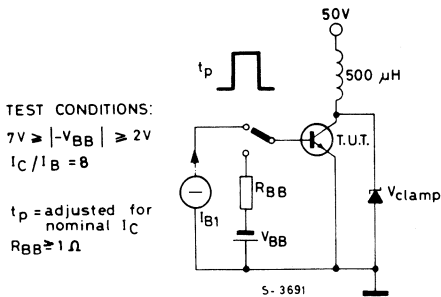 50V
tp
500 µH
TEST CONDITIONS:
7V ≥ |-VBB| ≥ 2V
IC/IB = 8
T.U.T.
RBB
Vclamp
IB1
tp = adjusted for
nominal IC
VBB
RBB ≥ 1 Ω
S-3691